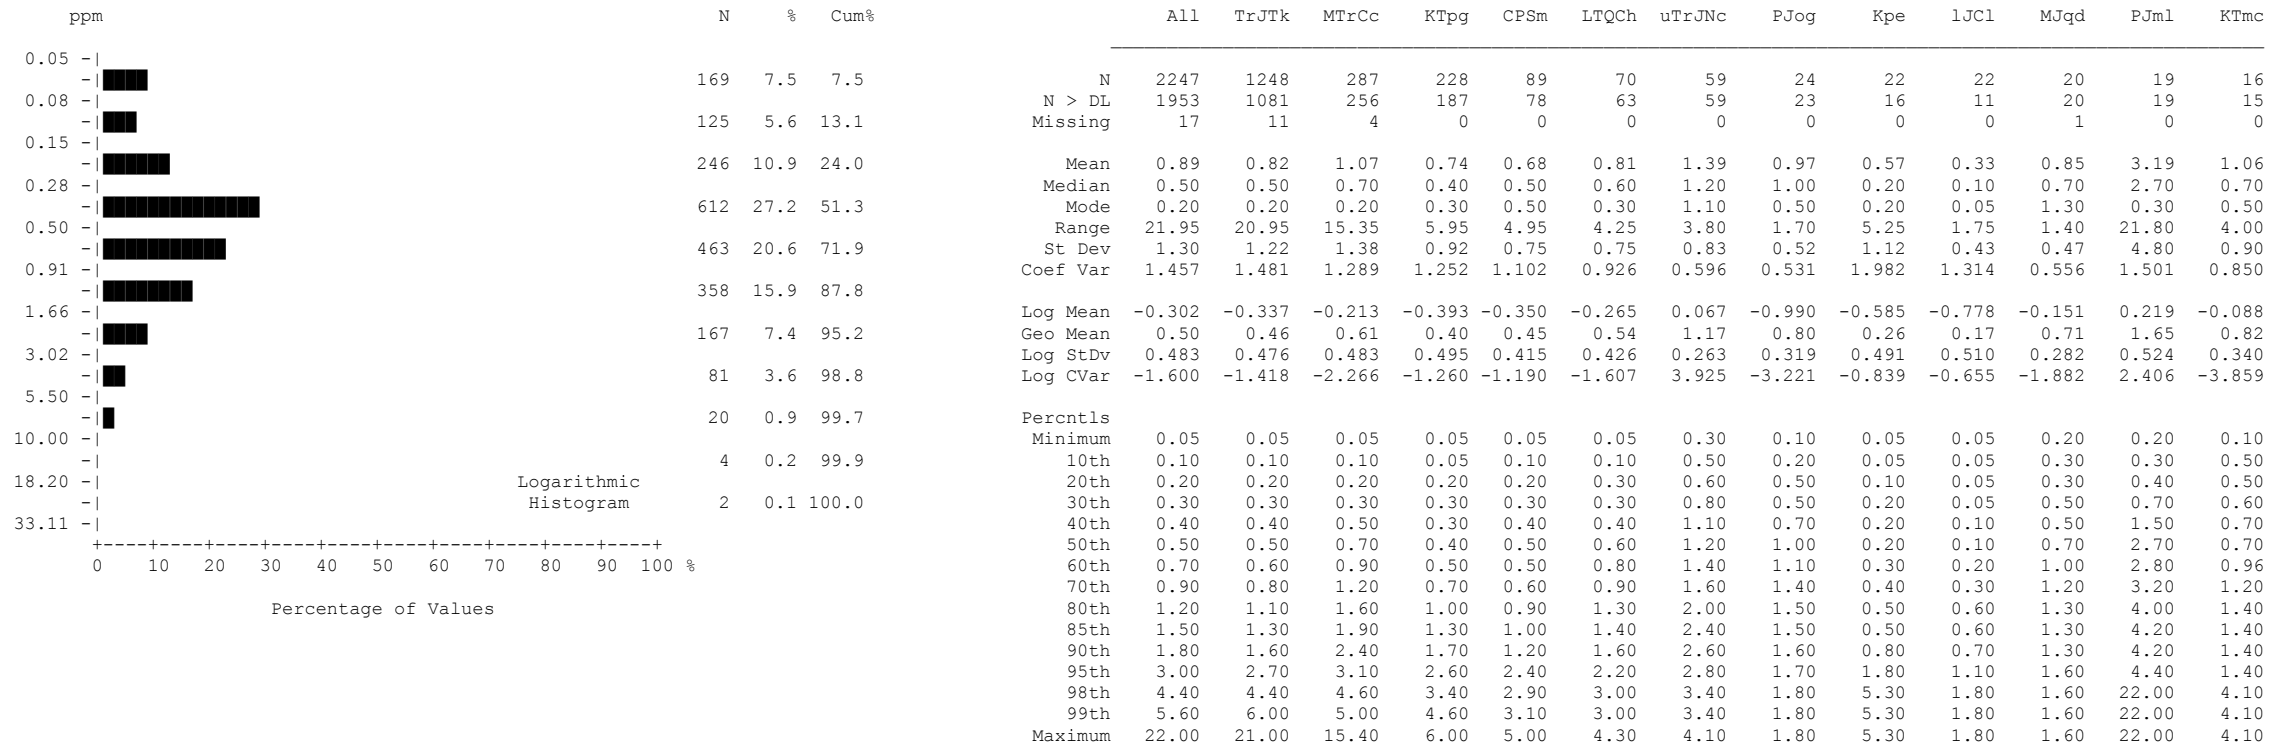 ppm N % Cum% All TrJTk MTrCc KTpg CPSm LTQCh uTrJNc PJog Kpe lJCl MJqd PJml KTmc
0.05 -|
-| 169 7.5 7.5 N 2247 1248 287 228 89 70 59 24 22 22 20 19 16
0.08 -| N > DL 1953 1081 256 187 78 63 59 23 16 11 20 19 15
-| 125 5.6 13.1 Missing 17 11 4 0 0 0 0 0 0 0 1 0 0
0.15 -|
-| 246 10.9 24.0 Mean 0.89 0.82 1.07 0.74 0.68 0.81 1.39 0.97 0.57 0.33 0.85 3.19 1.06
0.28 -| Median 0.50 0.50 0.70 0.40 0.50 0.60 1.20 1.00 0.20 0.10 0.70 2.70 0.70
-| 612 27.2 51.3 Mode 0.20 0.20 0.20 0.30 0.50 0.30 1.10 0.50 0.20 0.05 1.30 0.30 0.50
0.50 -| Range 21.95 20.95 15.35 5.95 4.95 4.25 3.80 1.70 5.25 1.75 1.40 21.80 4.00
-| 463 20.6 71.9 St Dev 1.30 1.22 1.38 0.92 0.75 0.75 0.83 0.52 1.12 0.43 0.47 4.80 0.90
0.91 -| Coef Var 1.457 1.481 1.289 1.252 1.102 0.926 0.596 0.531 1.982 1.314 0.556 1.501 0.850
-| 358 15.9 87.8
1.66 -| Log Mean -0.302 -0.337 -0.213 -0.393 -0.350 -0.265 0.067 -0.990 -0.585 -0.778 -0.151 0.219 -0.088
-| 167 7.4 95.2 Geo Mean 0.50 0.46 0.61 0.40 0.45 0.54 1.17 0.80 0.26 0.17 0.71 1.65 0.82
3.02 -| Log StDv 0.483 0.476 0.483 0.495 0.415 0.426 0.263 0.319 0.491 0.510 0.282 0.524 0.340
-| 81 3.6 98.8 Log CVar -1.600 -1.418 -2.266 -1.260 -1.190 -1.607 3.925 -3.221 -0.839 -0.655 -1.882 2.406 -3.859
5.50 -|
-| 20 0.9 99.7 Percntls
10.00 -| Minimum 0.05 0.05 0.05 0.05 0.05 0.05 0.30 0.10 0.05 0.05 0.20 0.20 0.10
-| 4 0.2 99.9 10th 0.10 0.10 0.10 0.05 0.10 0.10 0.50 0.20 0.05 0.05 0.30 0.30 0.50
18.20 -| Logarithmic 20th 0.20 0.20 0.20 0.20 0.20 0.30 0.60 0.50 0.10 0.05 0.30 0.40 0.50
-| Histogram 2 0.1 100.0 30th 0.30 0.30 0.30 0.30 0.30 0.30 0.80 0.50 0.20 0.05 0.50 0.70 0.60
33.11 -| 40th 0.40 0.40 0.50 0.30 0.40 0.40 1.10 0.70 0.20 0.10 0.50 1.50 0.70
+----+----+----+----+----+----+----+----+----+----+ 50th 0.50 0.50 0.70 0.40 0.50 0.60 1.20 1.00 0.20 0.10 0.70 2.70 0.70
0 10 20 30 40 50 60 70 80 90 100 % 60th 0.70 0.60 0.90 0.50 0.50 0.80 1.40 1.10 0.30 0.20 1.00 2.80 0.96
70th 0.90 0.80 1.20 0.70 0.60 0.90 1.60 1.40 0.40 0.30 1.20 3.20 1.20
Percentage of Values 80th 1.20 1.10 1.60 1.00 0.90 1.30 2.00 1.50 0.50 0.60 1.30 4.00 1.40
85th 1.50 1.30 1.90 1.30 1.00 1.40 2.40 1.50 0.50 0.60 1.30 4.20 1.40
90th 1.80 1.60 2.40 1.70 1.20 1.60 2.60 1.60 0.80 0.70 1.30 4.20 1.40
95th 3.00 2.70 3.10 2.60 2.40 2.20 2.80 1.70 1.80 1.10 1.60 4.40 1.40
98th 4.40 4.40 4.60 3.40 2.90 3.00 3.40 1.80 5.30 1.80 1.60 22.00 4.10
99th 5.60 6.00 5.00 4.60 3.10 3.00 3.40 1.80 5.30 1.80 1.60 22.00 4.10
Maximum 22.00 21.00 15.40 6.00 5.00 4.30 4.10 1.80 5.30 1.80 1.60 22.00 4.10